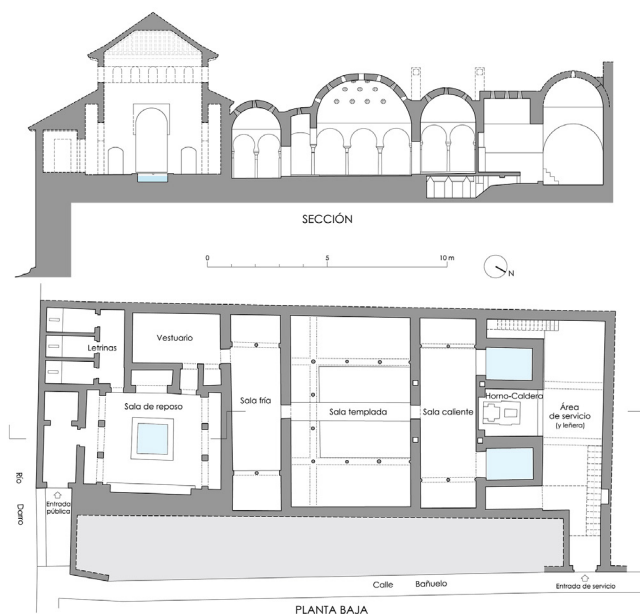 SECCIÓN
0
5
10 m
N
Letrinas
Vestuario
Sala de reposo
Sala fría
Sala templada
Sala caliente
Horno-Caldera
Área
de servicio
(y leñera)
Río Darro
Entrada
pública
Calle Bañuelo
Entrada de servicio
PLANTA BAJA